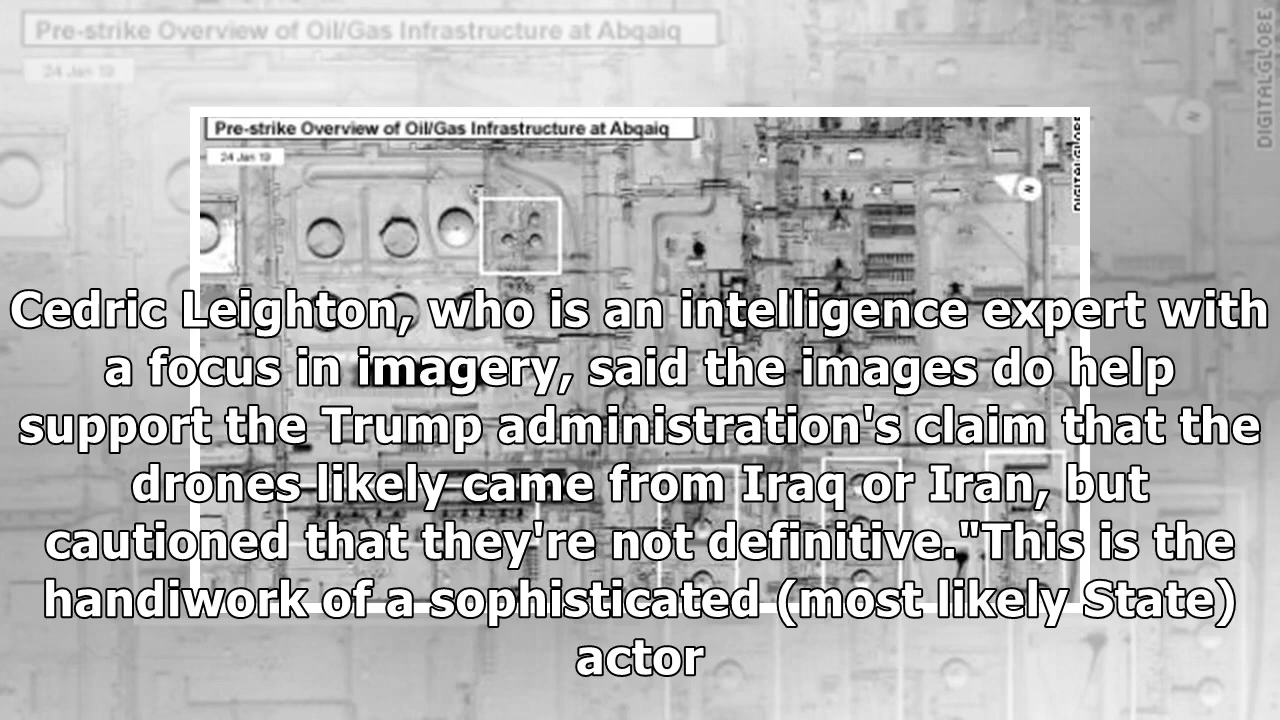 Pre-strike Overview of Oil/Gas Infrastructure at Abqaiq
24 Jan 19
DIGITALGLOBE
Pre-strike Overview of Oil/Gas Infrastructure at Abqaiq
24 Jan 19
N
DIGITALGLOBE
N
Cedric Leighton, who is an intelligence expert with
a focus in imagery, said the images do help
support the Trump administration's claim that the
drones likely came from Iraq or Iran, but
cautioned that they're not definitive."This is the
handiwork of a sophisticated (most likely State)
actor